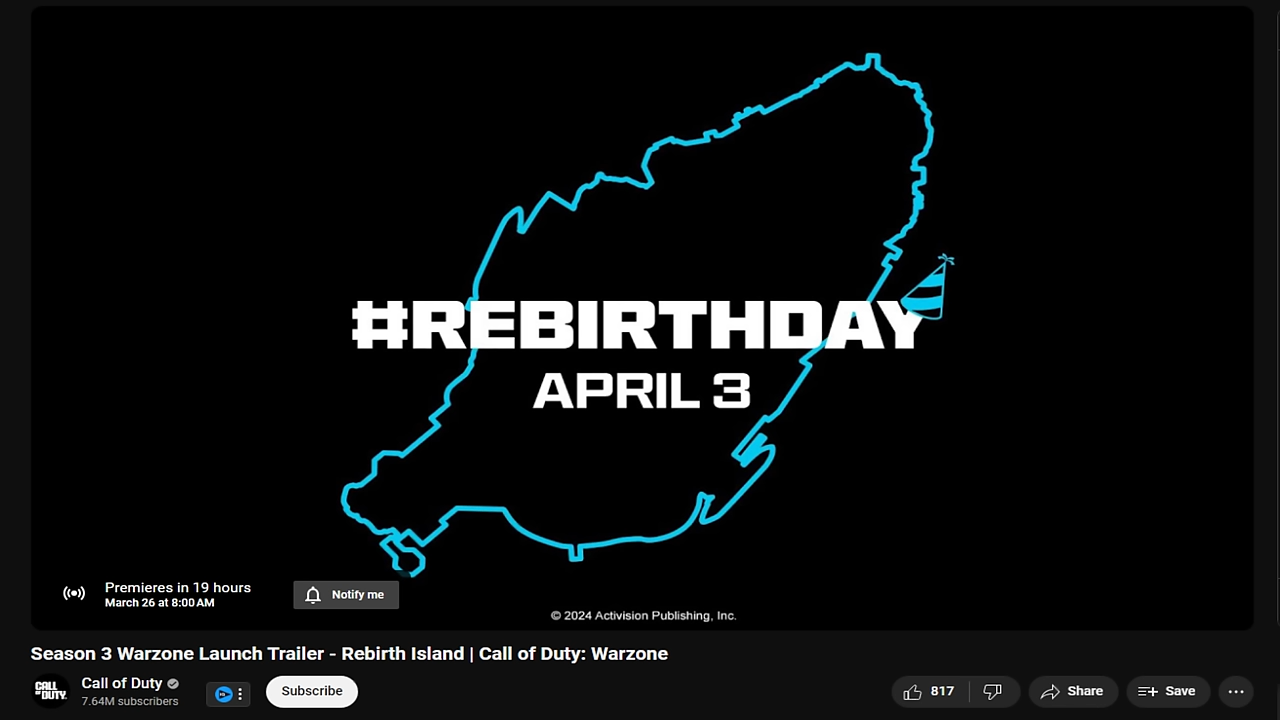 #REBIRTHDAY
APRIL 3
Premieres in 19 hours
March 26 at 8:00 AM
Notify me
© 2024 Activision Publishing, Inc.
Season 3 Warzone Launch Trailer - Rebirth Island | Call of Duty: Warzone
CALL OF DUTY.
Call of Duty
7.64M subscribers
Subscribe
817
Share
Save